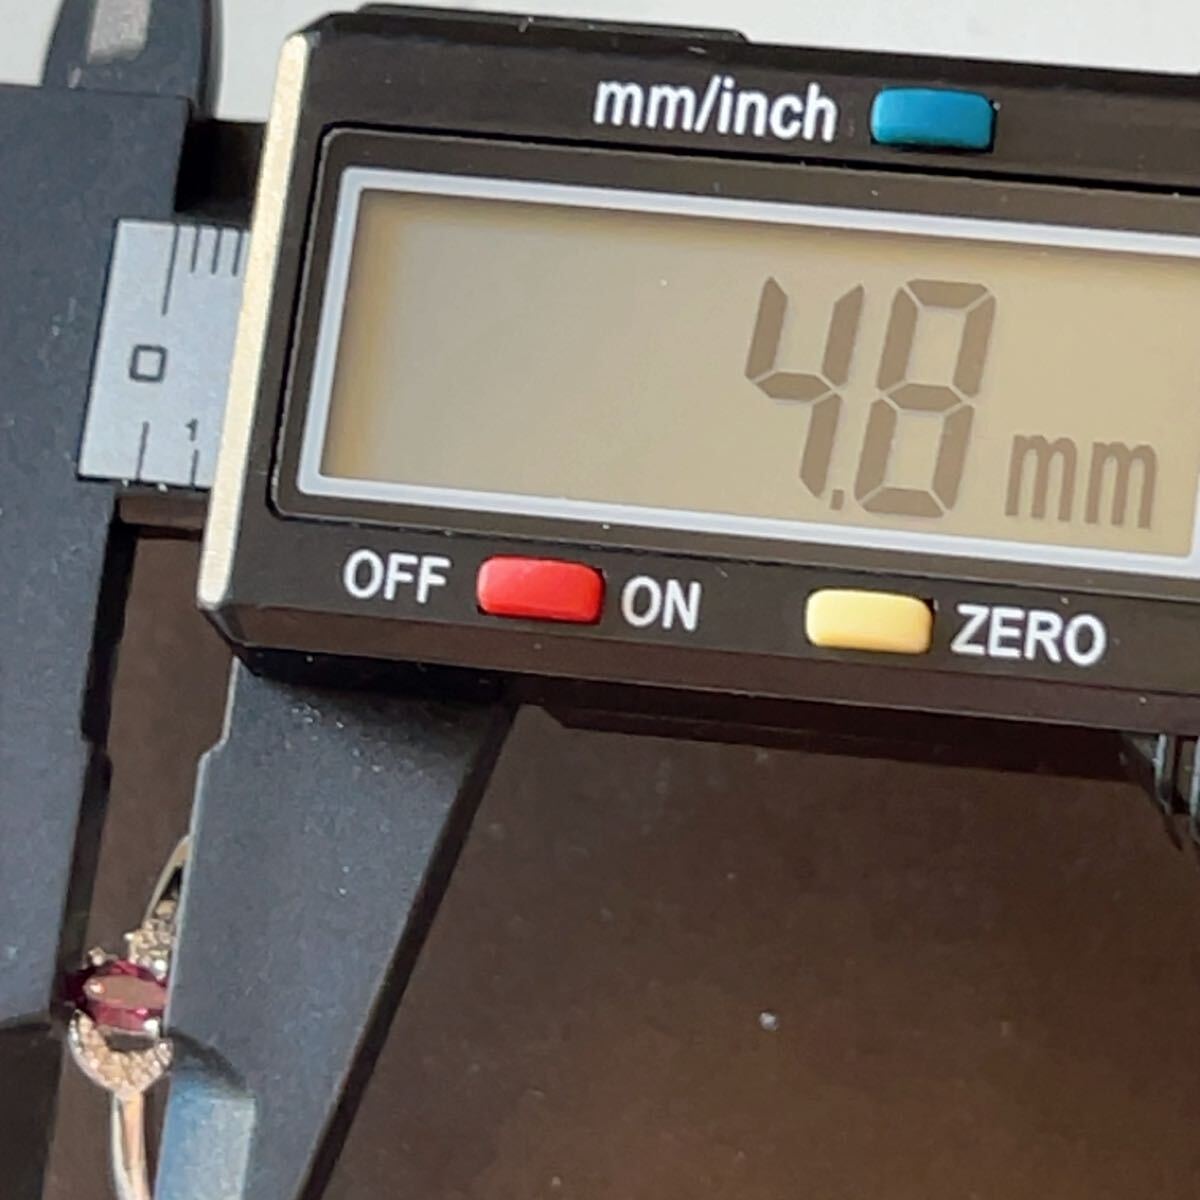 mm/inch
4.8 mm
0
1
OFF ON ZERO